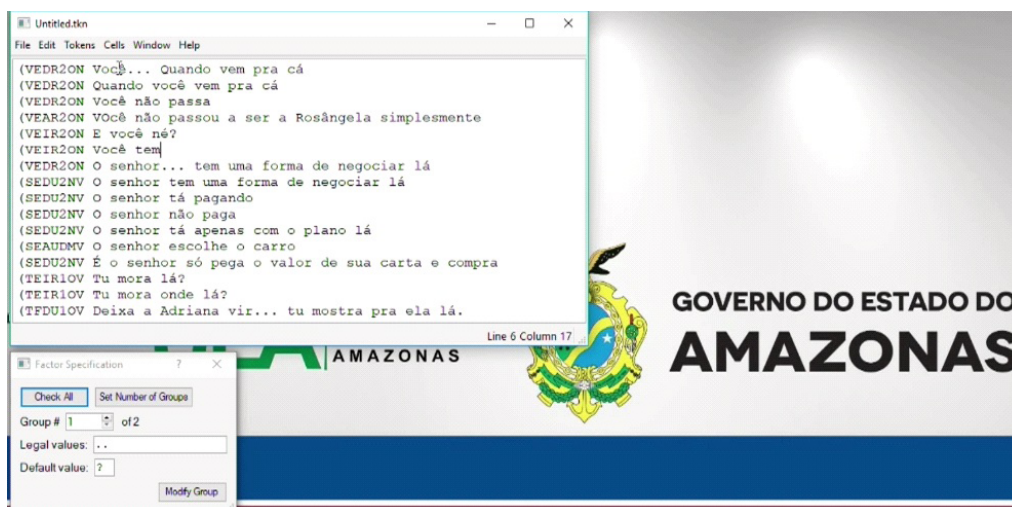 Untitled.tkn
File Edit Tokens Cells Window Help
(VEDR2ON Você... Quando vem pra cá
(VEDR2ON Quando você vem pra cá
(VEDR2ON Você não passa
(VEAR2ON VOcê não passou a ser a Rosângela simplesmente
(VEIR2ON E você né?
(VEIR2ON Você tem
(VEDR2ON O senhor... tem uma forma de negociar lá
(SEDU2NV O senhor tem uma forma de negociar lá
(SEDU2NV O senhor tá pagando
(SEDU2NV O senhor não paga
(SEDU2NV O senhor tá apenas com o plano lá
(SEAUDMV O senhor escolhe o carro
(SEDU2NV É o senhor só pega o valor de sua carta e compra
(TEIR1OV Tu mora lá?
(TEIR1OV Tu mora onde lá?
(TFDU1OV Deixa a Adriana vir... tu mostra pra ela lá.
Line 6 Column 17
Factor Specification ?
Check All Set Number of Groups
Group # 1 of 2
Legal values: ..
Default value: ?
Modify Group
AMAZONAS
GOVERNO DO ESTADO DO
AMAZONAS